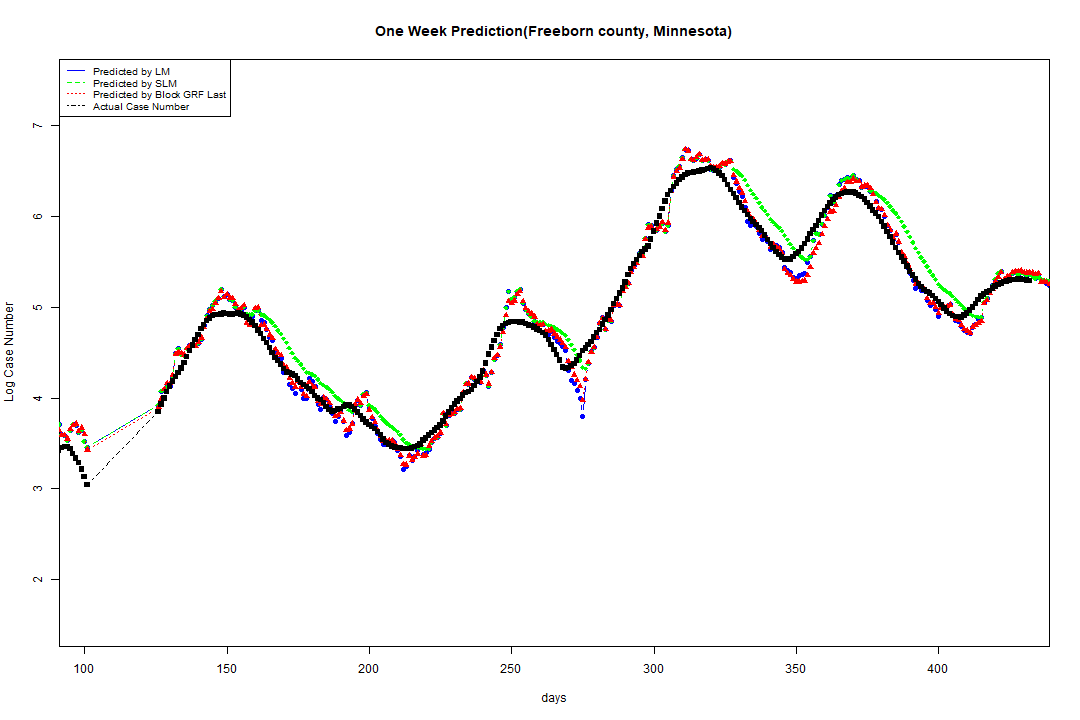 One Week Prediction(Freeborn county, Minnesota)
Predicted by LM
Predicted by SLM
Predicted by Block GRF Last
Actual Case Number
7
6
5
4
3
2
Log Case Number
100 150 200 250 300 350 400
days